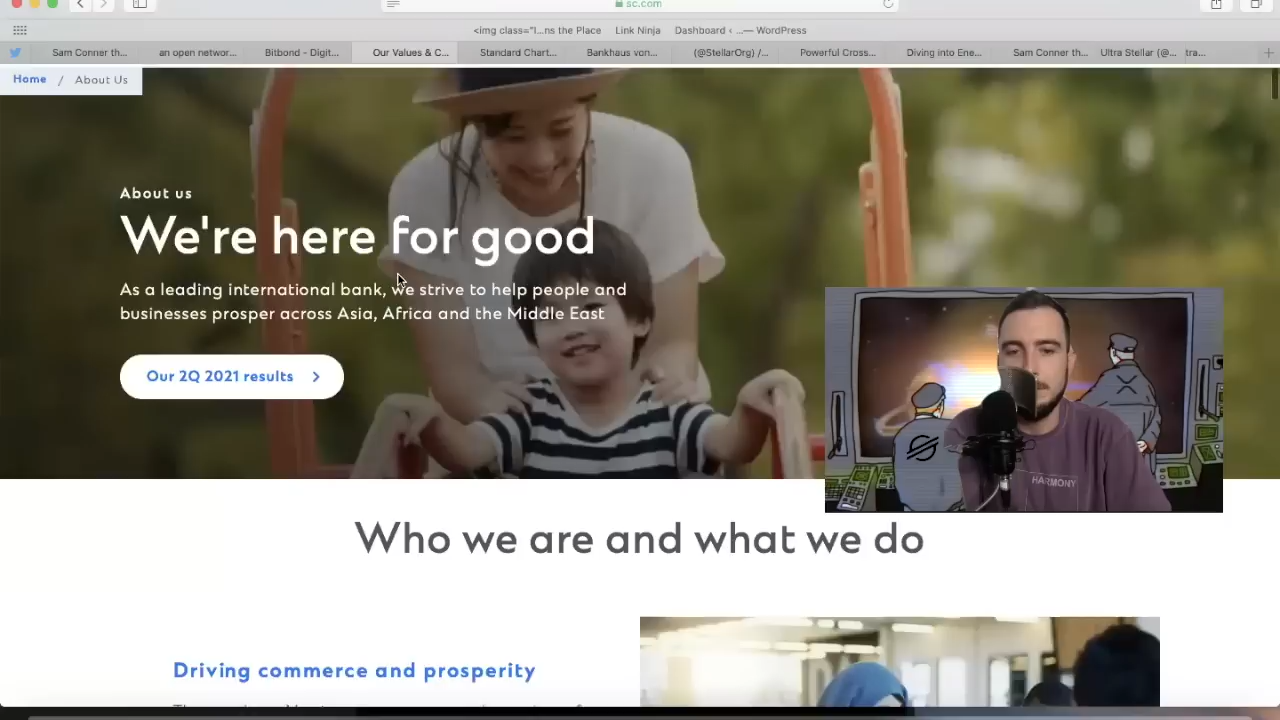 sc.com
<img class="l...ns the Place Link Ninja Dashboard ‹ ...— WordPress
Sam Conner th... an open networ... Bitbond - Digit... Our Values & C... Standard Chart... Bankhaus von... (@StellarOrg) /... Powerful Cross... Diving into Ene... Sam Conner th... Ultra Stellar (@... tra...
Home / About Us
About us
We're here for good
As a leading international bank, we strive to help people and
businesses prosper across Asia, Africa and the Middle East
Our 2Q 2021 results
HARMONY
Who we are and what we do
Driving commerce and prosperity